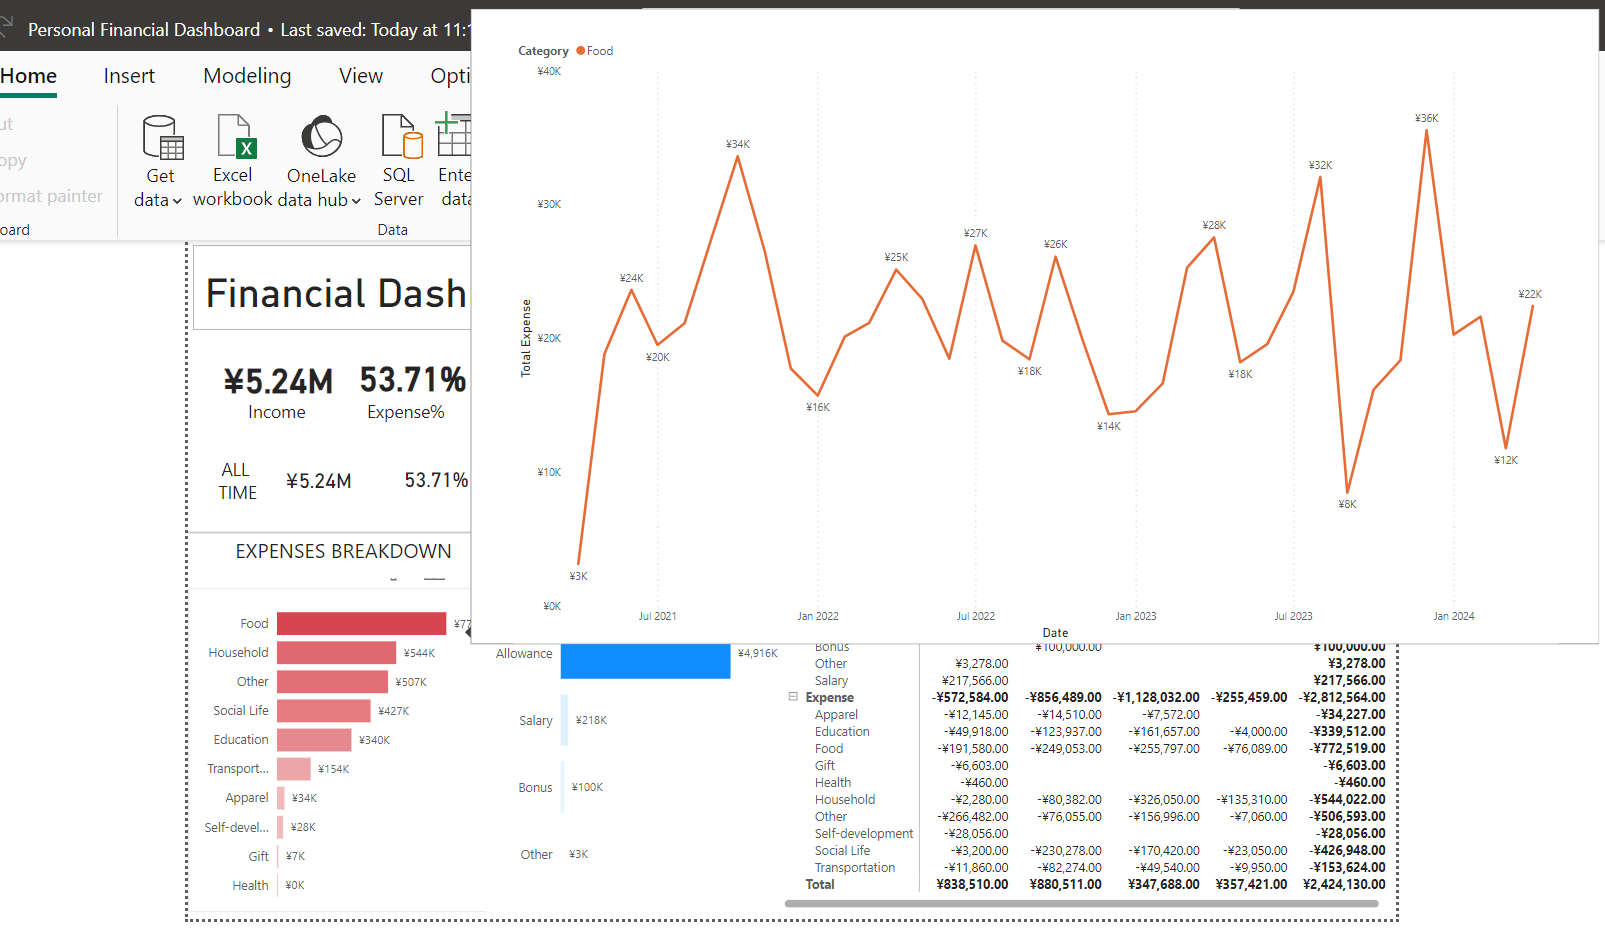 Personal Financial Dashboard • Last saved: Today at 11:
Home Insert Modeling View Opti
ut
opy
ormat painter
oard
Get data
Excel workbook
OneLake data hub
SQL Server
Ente data
Data
Category Food
Total Expense
¥40K
¥30K
¥20K
¥10K
¥0K
¥3K
¥24K
¥20K
¥34K
¥16K
¥25K
¥27K
¥18K
¥26K
¥14K
¥28K
¥18K
¥32K
¥8K
¥36K
¥12K
¥22K
Jul 2021 Jan 2022 Jul 2022 Jan 2023 Jul 2023 Jan 2024
Date
Financial Dash
¥5.24M 53.71%
Income Expense%
ALL TIME ¥5.24M 53.71%
EXPENSES BREAKDOWN
Food ¥77
Household ¥544K
Other ¥507K
Social Life ¥427K
Education ¥340K
Transport... ¥154K
Apparel ¥34K
Self-devel... ¥28K
Gift ¥7K
Health ¥0K
Allowance ¥4,916K
Salary ¥218K
Bonus ¥100K
Other ¥3K
Bonus ¥100,000.00 ¥100,000.00
Other ¥3,278.00 ¥3,278.00
Salary ¥217,566.00 ¥217,566.00
Expense -¥572,584.00 -¥856,489.00 -¥1,128,032.00 -¥255,459.00 -¥2,812,564.00
Apparel -¥12,145.00 -¥14,510.00 -¥7,572.00 -¥34,227.00
Education -¥49,918.00 -¥123,937.00 -¥161,657.00 -¥4,000.00 -¥339,512.00
Food -¥191,580.00 -¥249,053.00 -¥255,797.00 -¥76,089.00 -¥772,519.00
Gift -¥6,603.00 -¥6,603.00
Health -¥460.00 -¥460.00
Household -¥2,280.00 -¥80,382.00 -¥326,050.00 -¥135,310.00 -¥544,022.00
Other -¥266,482.00 -¥76,055.00 -¥156,996.00 -¥7,060.00 -¥506,593.00
Self-development -¥28,056.00 -¥28,056.00
Social Life -¥3,200.00 -¥230,278.00 -¥170,420.00 -¥23,050.00 -¥426,948.00
Transportation -¥11,860.00 -¥82,274.00 -¥49,540.00 -¥9,950.00 -¥153,624.00
Total ¥838,510.00 ¥880,511.00 ¥347,688.00 ¥357,421.00 ¥2,424,130.00